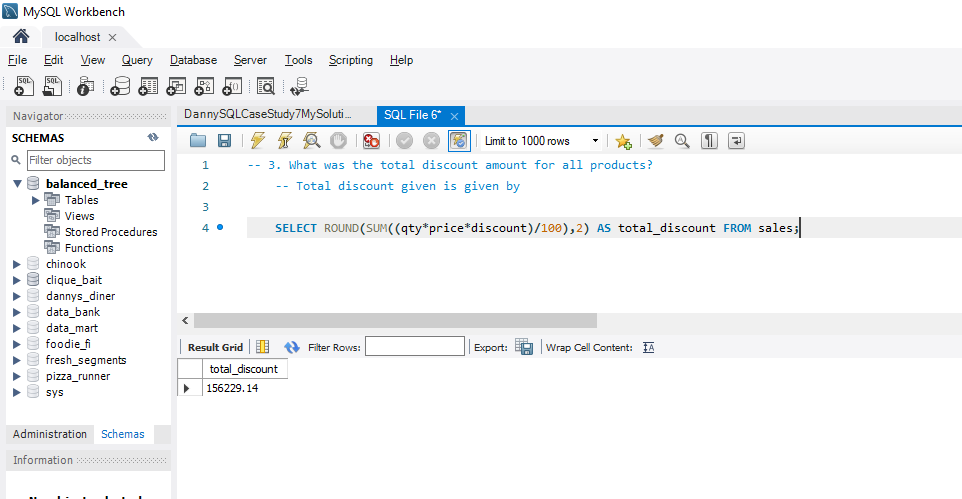 MySQL Workbench
localhost
File Edit View Query Database Server Tools Scripting Help
Navigator
SCHEMAS
Filter objects
balanced_tree
Tables
Views
Stored Procedures
Functions
chinook
clique_bait
dannys_diner
data_bank
data_mart
foodie_fi
fresh_segments
pizza_runner
sys
Administration Schemas
Information
DannySQLCaseStudy7MySoluti... SQL File 6*
Limit to 1000 rows
1 -- 3. What was the total discount amount for all products?
2 -- Total discount given is given by
3
4 SELECT ROUND(SUM((qty*price*discount)/100),2) AS total_discount FROM sales;
Result Grid Filter Rows: Export: Wrap Cell Content:
total_discount
156229.14